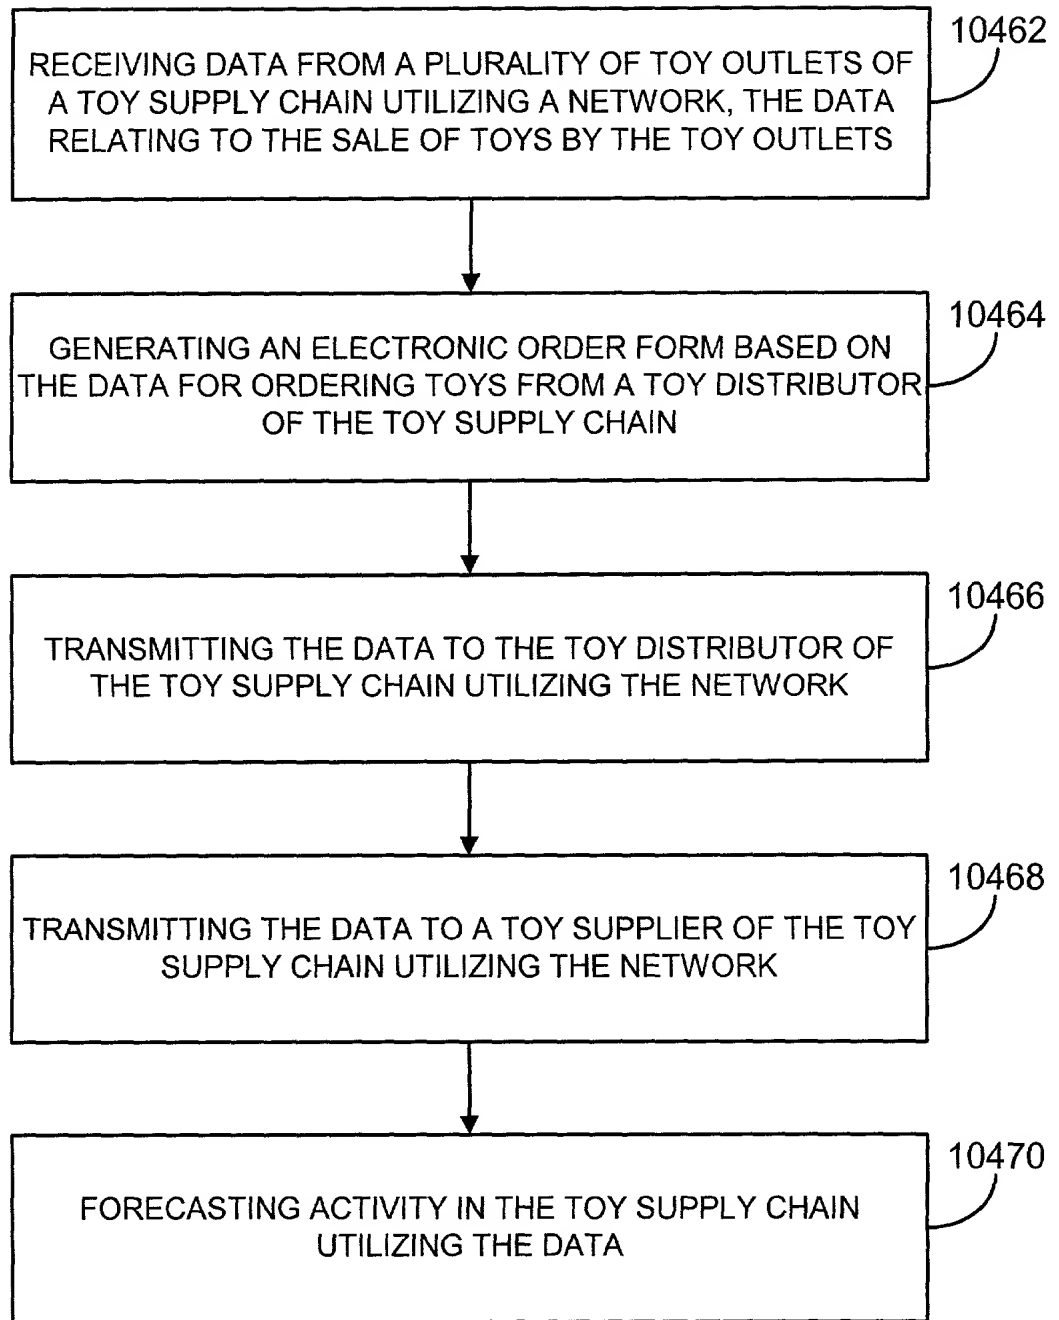 10462
RECEIVING DATA FROM A PLURALITY OF TOY OUTLETS OF
A TOY SUPPLY CHAIN UTILIZING A NETWORK, THE DATA
RELATING TO THE SALE OF TOYS BY THE TOY OUTLETS
10464
GENERATING AN ELECTRONIC ORDER FORM BASED ON
THE DATA FOR ORDERING TOYS FROM A TOY DISTRIBUTOR
OF THE TOY SUPPLY CHAIN
10466
TRANSMITTING THE DATA TO THE TOY DISTRIBUTOR OF
THE TOY SUPPLY CHAIN UTILIZING THE NETWORK
10468
TRANSMITTING THE DATA TO A TOY SUPPLIER OF THE TOY
SUPPLY CHAIN UTILIZING THE NETWORK
10470
FORECASTING ACTIVITY IN THE TOY SUPPLY CHAIN
UTILIZING THE DATA